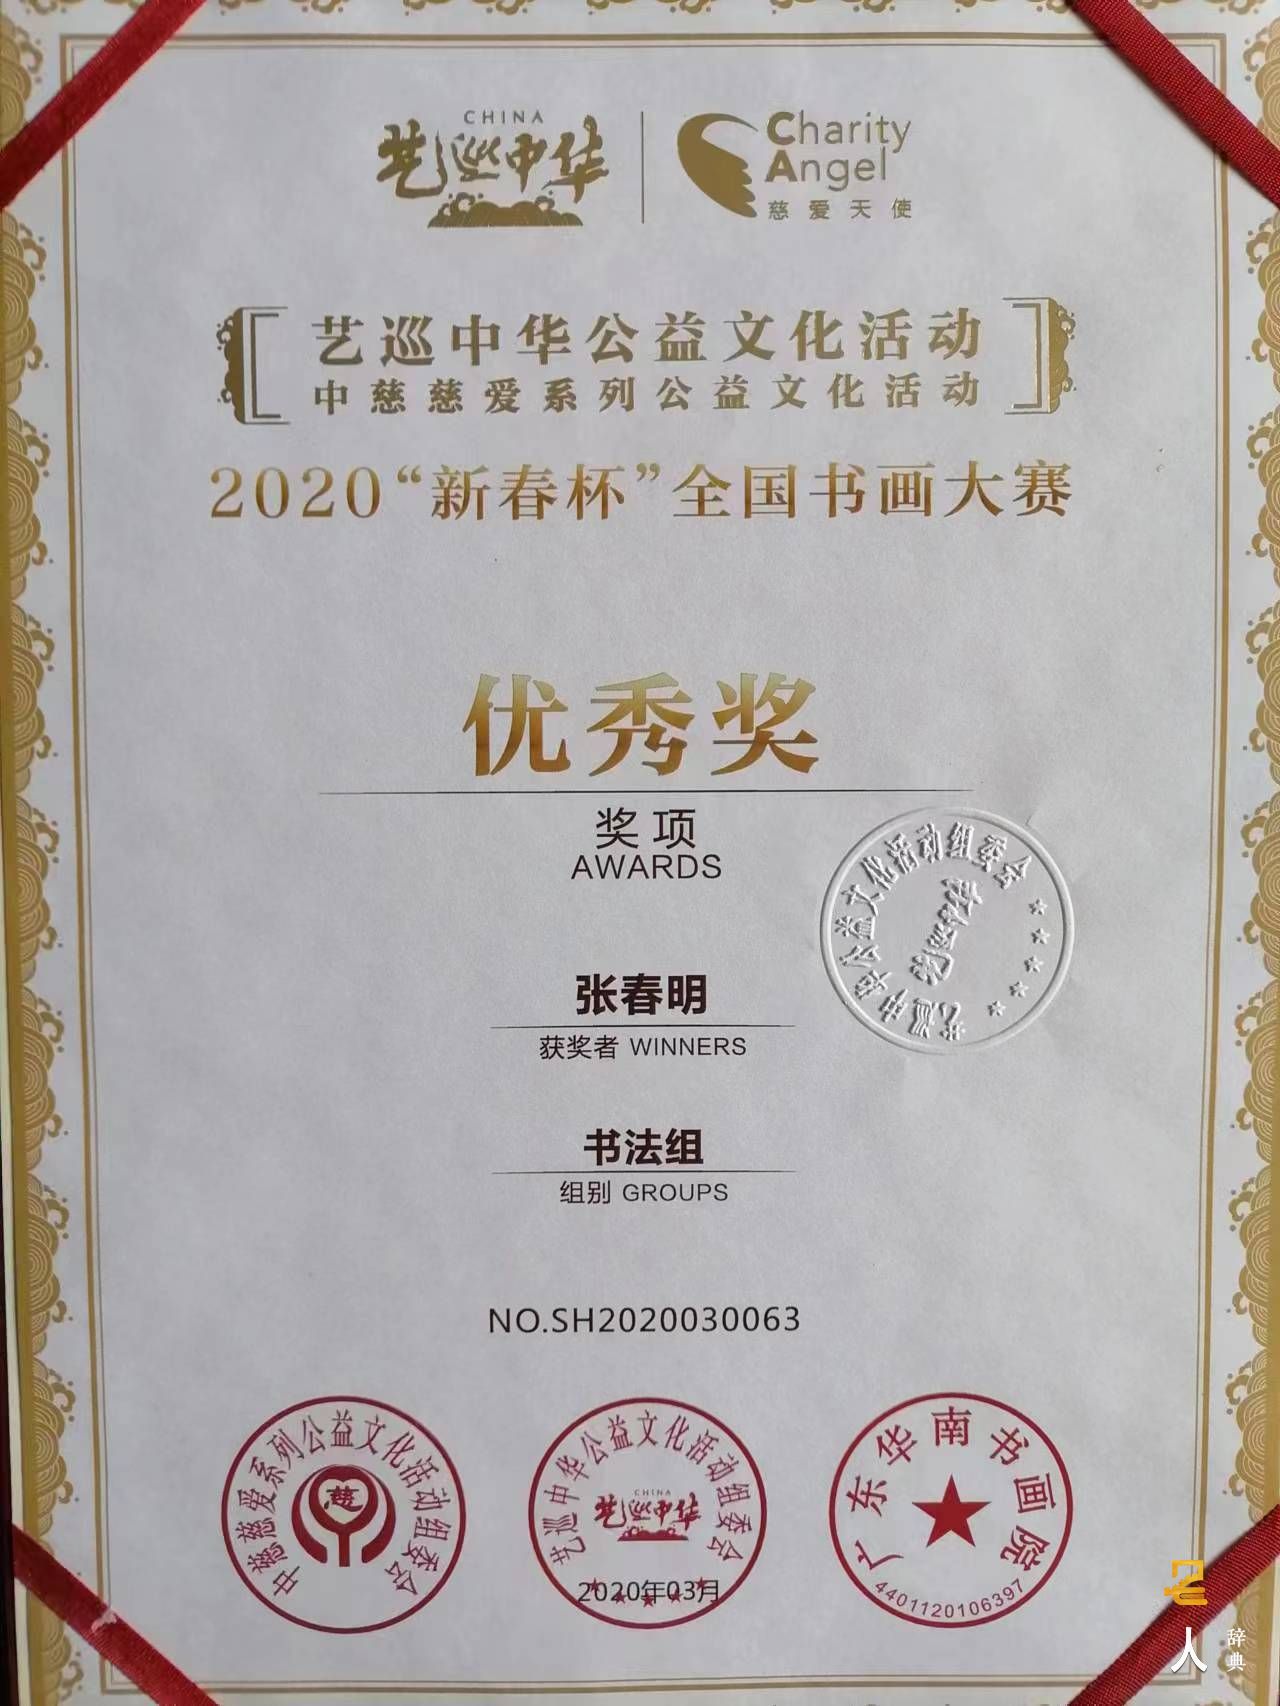 CHINA
艺巡中华
Charity
Angel
慈爱天使
艺巡中华公益文化活动
中慈慈爱系列公益文化活动
2020“新春杯”全国书画大赛
优秀奖
奖项
AWARDS
艺巡中华公益文化活动组委会
艺巡中华
张春明
获奖者 WINNERS
书法组
组别 GROUPS
NO.SH2020030063
中慈慈爱系列公益文化活动组委会
慈
艺巡中华公益文化活动组委会
CHINA
艺巡中华
2020年03月
广东华南书画院
4401120106397
人
辞典